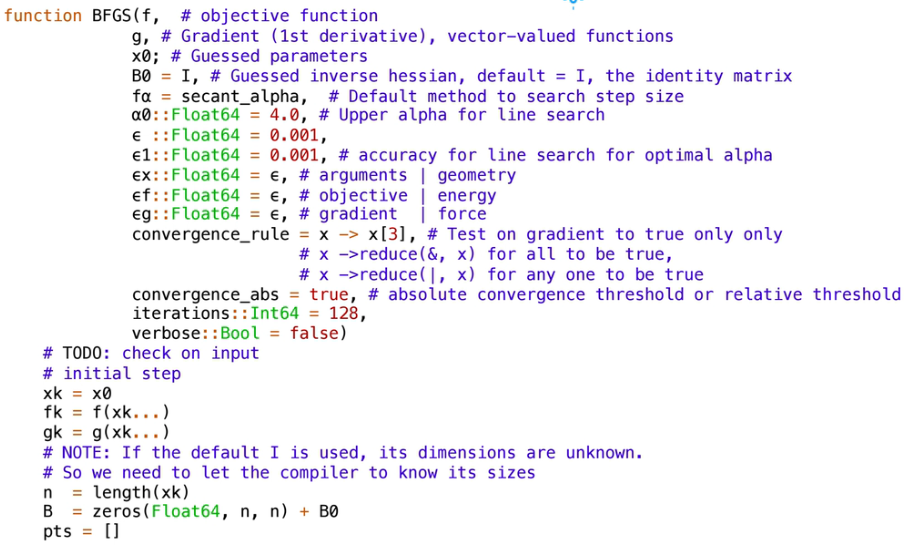 function BFGS(f,  # objective function
             g, # Gradient (1st derivative), vector-valued functions
             x0; # Guessed parameters
             B0 = I, # Guessed inverse hessian, default = I, the identity matrix
             fα = secant_alpha,  # Default method to search step size
             α0::Float64 = 4.0, # Upper alpha for line search
             ϵ ::Float64 = 0.001,
             ϵ1::Float64 = 0.001, # accuracy for line search for optimal alpha
             ϵx::Float64 = ϵ, # arguments | geometry
             ϵf::Float64 = ϵ, # objective | energy
             ϵg::Float64 = ϵ, # gradient  | force
             convergence_rule = x -> x[3], # Test on gradient to true only only
                              # x ->reduce(&, x) for all to be true,
                              # x ->reduce(|, x) for any one to be true
             convergence_abs = true, # absolute convergence threshold or relative threshold
             iterations::Int64 = 128,
             verbose::Bool = false)
    # TODO: check on input
    # initial step
    xk = x0
    fk = f(xk...)
    gk = g(xk...)
    # NOTE: If the default I is used, its dimensions are unknown.
    # So we need to let the compiler to know its sizes
    n  = length(xk)
    B  = zeros(Float64, n, n) + B0
    pts = []